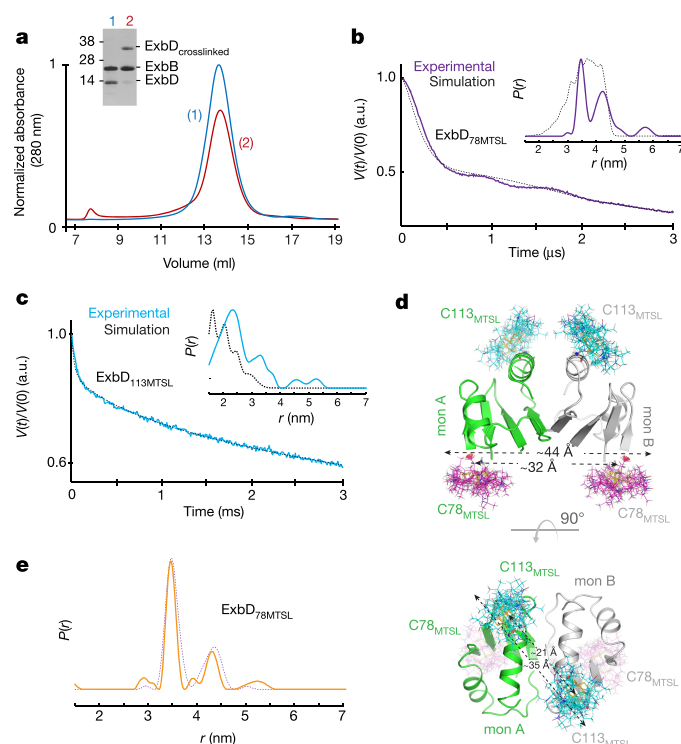 a
1 2
38
28
14
ExbDcrosslinked
ExbB
ExbD
1
0
(1)
(2)
Normalized absorbance
(280 nm)
7 9 11 13 15 17 19
Volume (ml)
b
Experimental
Simulation
ExbD78MTSL
1.0
0.5
V(t)/V(0) (a.u.)
0 1 2 3
Time (μs)
P(r)
2 3 4 5 6 7
r (nm)
c
Experimental
Simulation
ExbD113MTSL
1.0
0.6
V(t)/V(0) (a.u.)
0 1 2 3
Time (ms)
P(r)
2 3 4 5 6 7
r (nm)
d
C113MTSL
C113MTSL
mon A
mon B
~44 Å
~32 Å
C78MTSL
C78MTSL
90°
C113MTSL
mon B
C78MTSL
~21 Å
~35 Å
C78MTSL
mon A
C113MTSL
e
ExbD78MTSL
P(r)
2 3 4 5 6 7
r (nm)